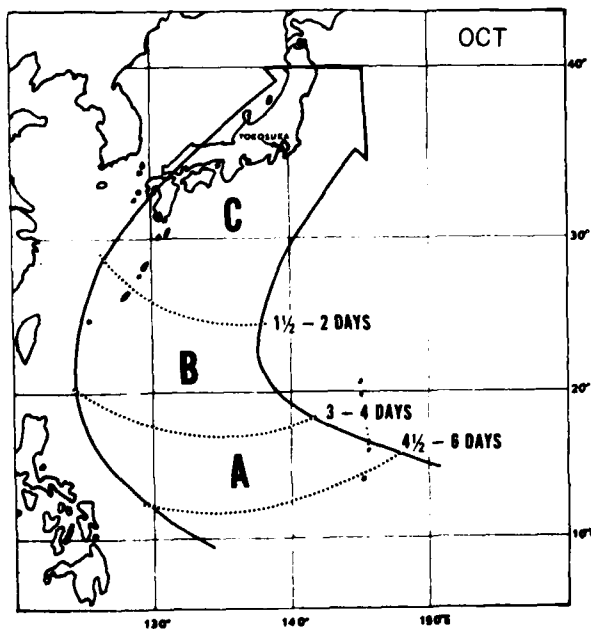 OCT
40°
YOKOSUKA
C
30°
1½ – 2 DAYS
B
20°
3 – 4 DAYS
4½ – 6 DAYS
A
10°
130°
140°
150°E